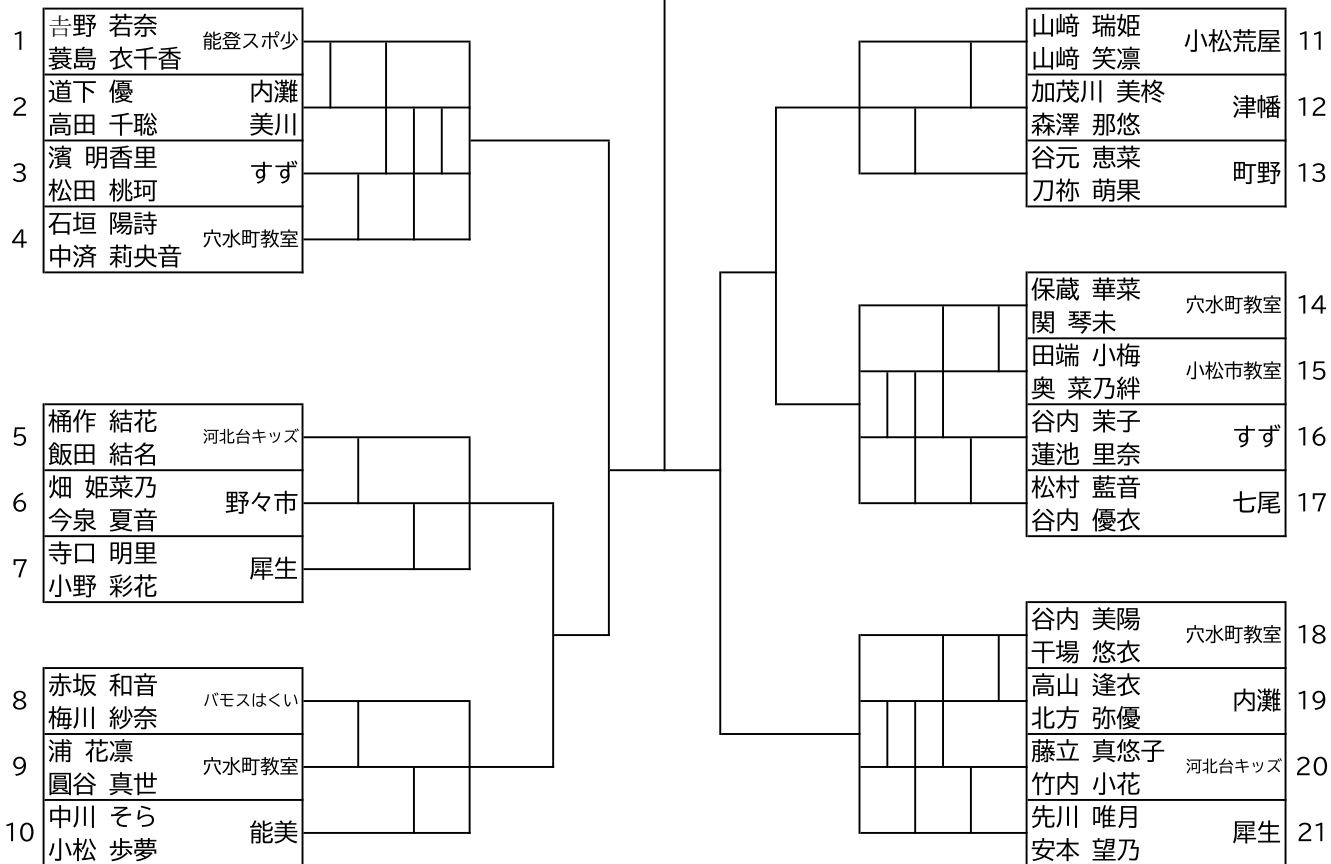 1
𠮷野 若奈
蓑島 衣千香
能登スポ少
2
道下 優 内灘
高田 千聡 美川
3
濱 明香里
松田 桃珂
すず
4
石垣 陽詩
中済 莉央音
穴水町教室
5
桶作 結花
飯田 結名
河北台キッズ
6
畑 姫菜乃
今泉 夏音
野々市
7
寺口 明里
小野 彩花
犀生
8
赤坂 和音
梅川 紗奈
バモスはくい
9
浦 花凛
圓谷 真世
穴水町教室
10
中川 そら
小松 歩夢
能美
山﨑 瑞姫
山﨑 笑凛
小松荒屋
11
加茂川 美柊
森澤 那悠
津幡
12
谷元 恵菜
刀祢 萌果
町野
13
保蔵 華菜
関 琴未
穴水町教室
14
田端 小梅
奥 菜乃絆
小松市教室
15
谷内 茉子
蓮池 里奈
すず
16
松村 藍音
谷内 優衣
七尾
17
谷内 美陽
干場 悠衣
穴水町教室
18
高山 逢衣
北方 弥優
内灘
19
藤立 真悠子
竹内 小花
河北台キッズ
20
先川 唯月
安本 望乃
犀生
21